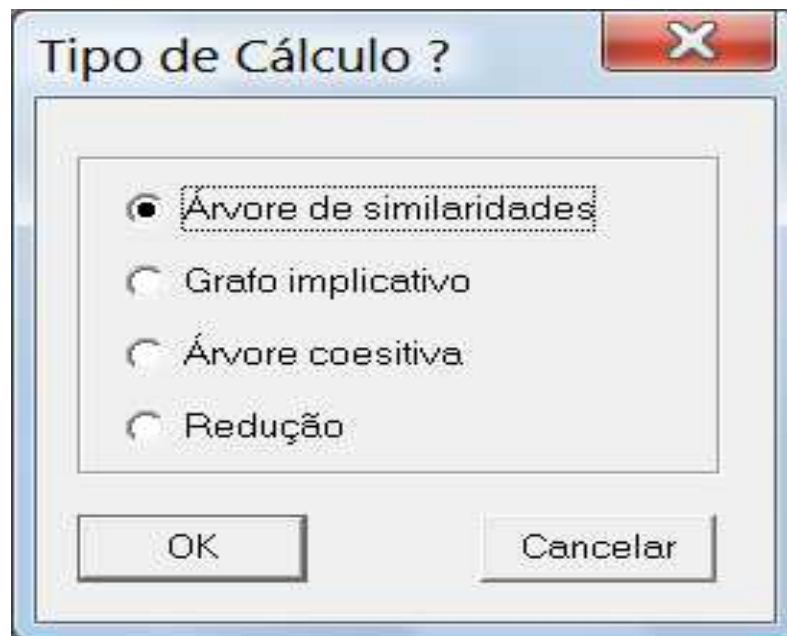 Tipo de Cálculo ?
Árvore de similaridades
Grafo implicativo
Árvore coesitiva
Redução
OK Cancelar